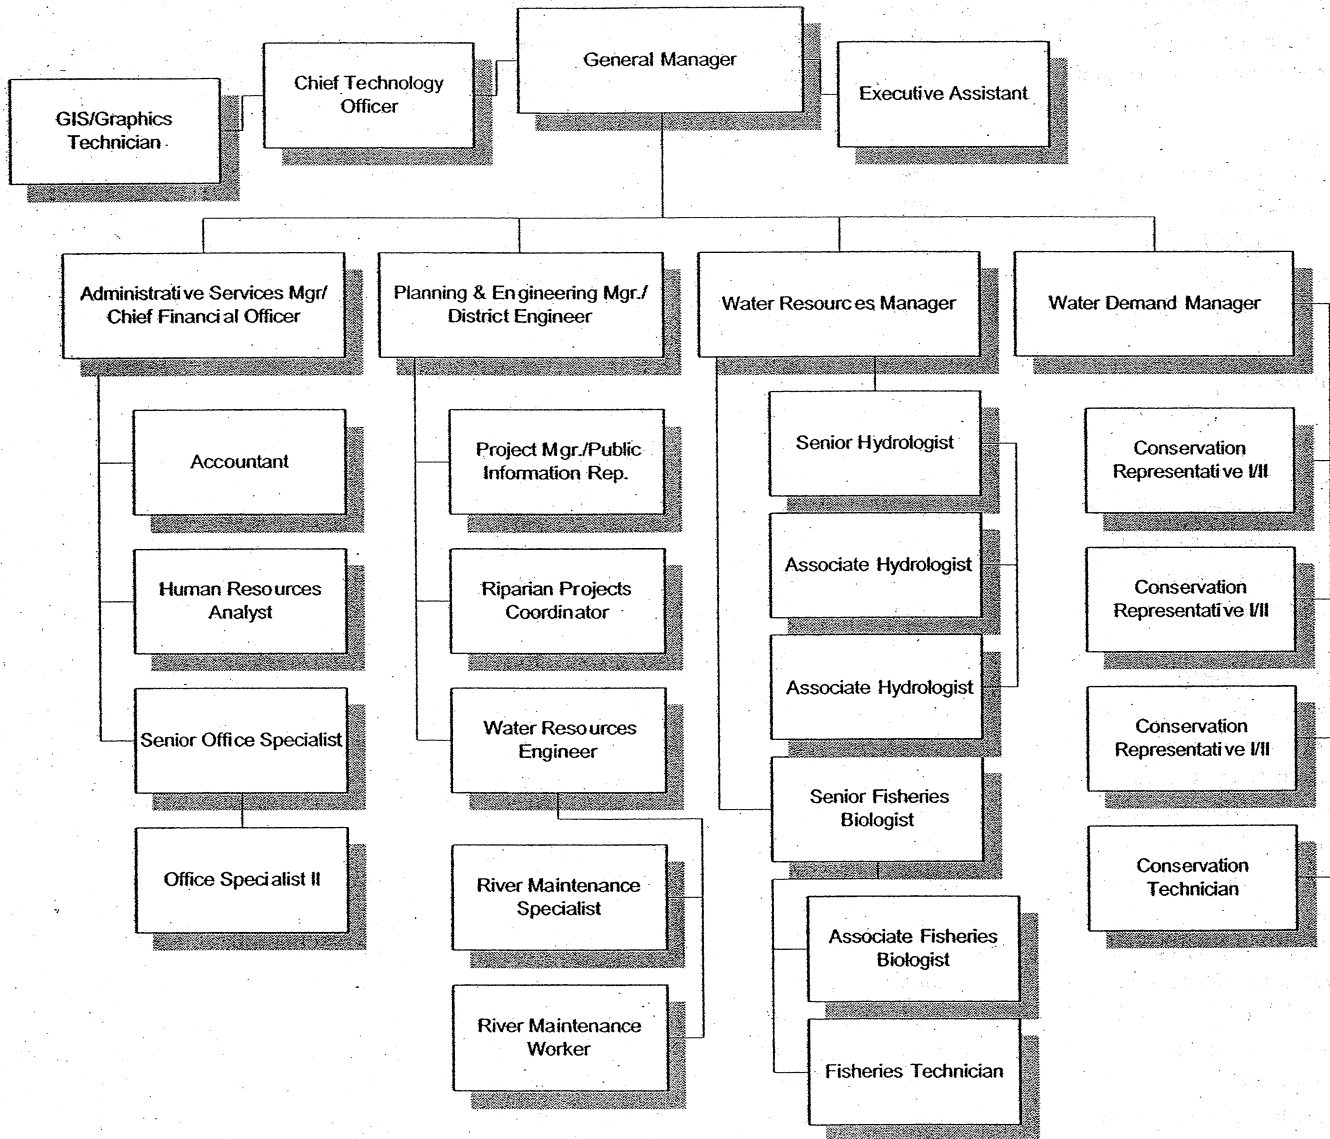 General Manager
Chief Technology
Officer
Executive Assistant
GIS/Graphics
Technician
Administrative Services Mgr/
Chief Financial Officer
Planning & Engineering Mgr./
District Engineer
Water Resources Manager
Water Demand Manager
Accountant
Human Resources
Analyst
Senior Office Specialist
Office Specialist II
Project Mgr./Public
Information Rep.
Riparian Projects
Coordinator
Water Resources
Engineer
River Maintenance
Specialist
River Maintenance
Worker
Senior Hydrologist
Associate Hydrologist
Associate Hydrologist
Senior Fisheries
Biologist
Associate Fisheries
Biologist
Fisheries Technician
Conservation
Representative I/II
Conservation
Representative I/II
Conservation
Representative I/II
Conservation
Technician